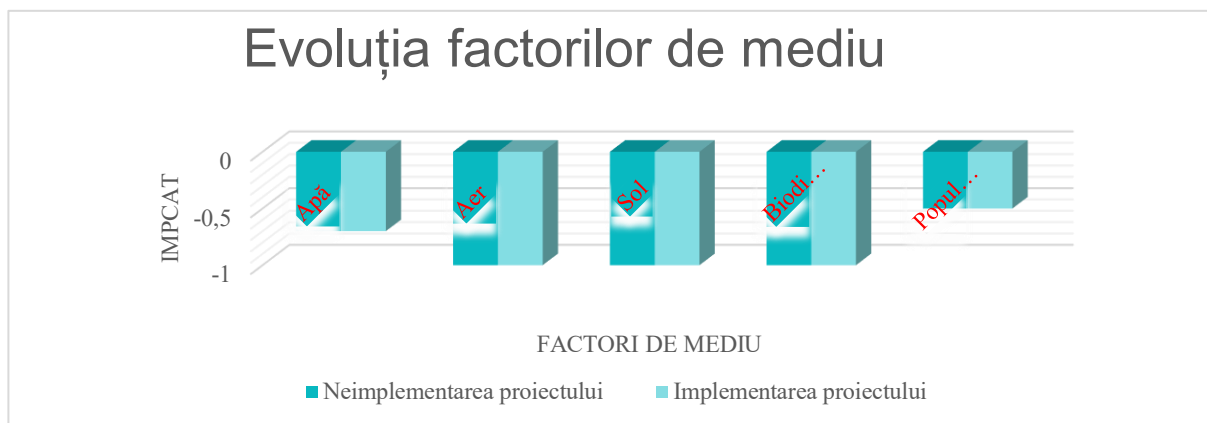 Evoluția factorilor de mediu
IMPCAT
0
-0,5
-1
Apă
Aer
Sol
Biodi…
Popul…
FACTORI DE MEDIU
Neimplementarea proiectului
Implementarea proiectului